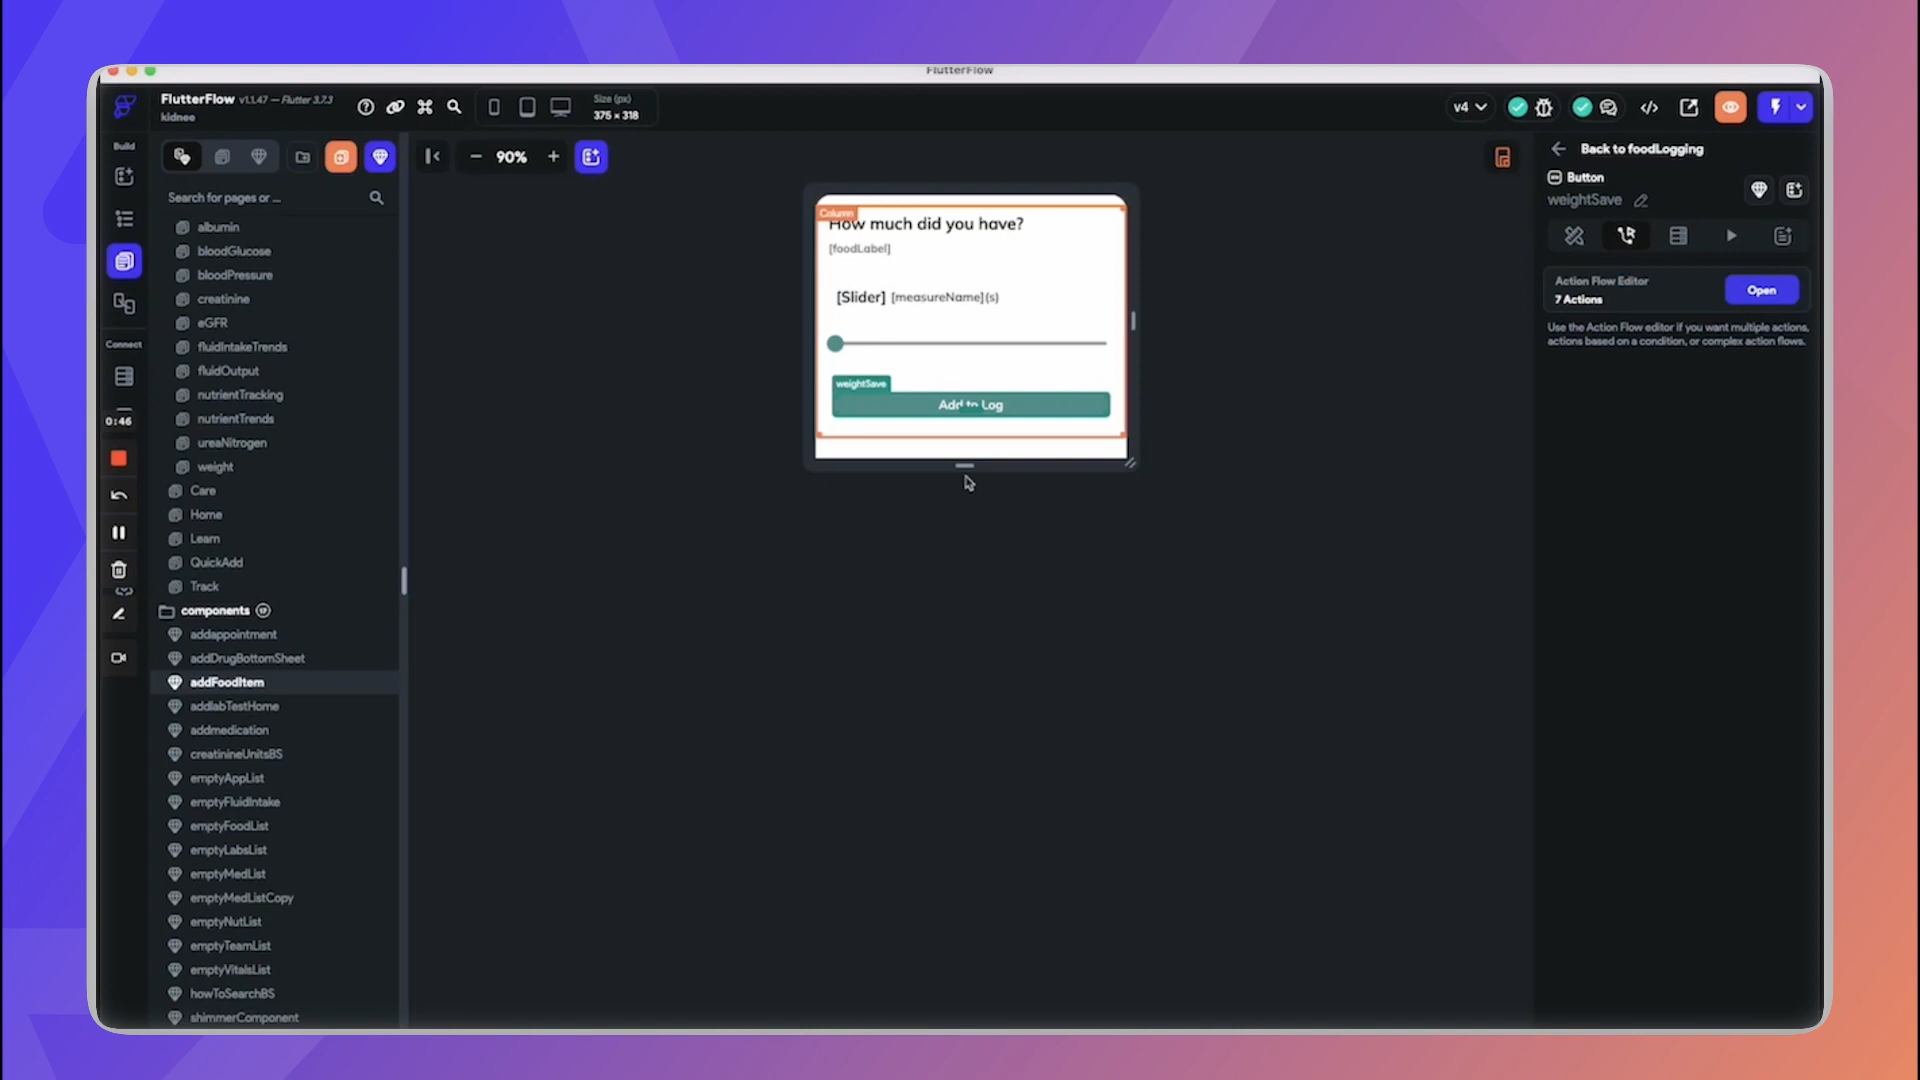 FlutterFlow
FlutterFlow v1.1.47 — Flutter 3.7.3
kidnee
Size (px)
375 × 318
v4
Build
Connect
0:46
Search for pages or ...
albumin
bloodGlucose
bloodPressure
creatinine
eGFR
fluidIntakeTrends
fluidOutput
nutrientTracking
nutrientTrends
ureaNitrogen
weight
Care
Home
Learn
QuickAdd
Track
components 17
addappointment
addDrugBottomSheet
addFoodItem
addlabTestHome
addmedication
creatinineUnitsBS
emptyAppList
emptyFluidIntake
emptyFoodList
emptyLabsList
emptyMedList
emptyMedListCopy
emptyNutList
emptyTeamList
emptyVitalsList
howToSearchBS
shimmerComponent
90%
Column
How much did you have?
[foodLabel]
[Slider] [measureName](s)
weightSave
Add to Log
Back to foodLogging
Button
weightSave
Action Flow Editor
7 Actions
Open
Use the Action Flow editor if you want multiple actions,
actions based on a condition, or complex action flows.